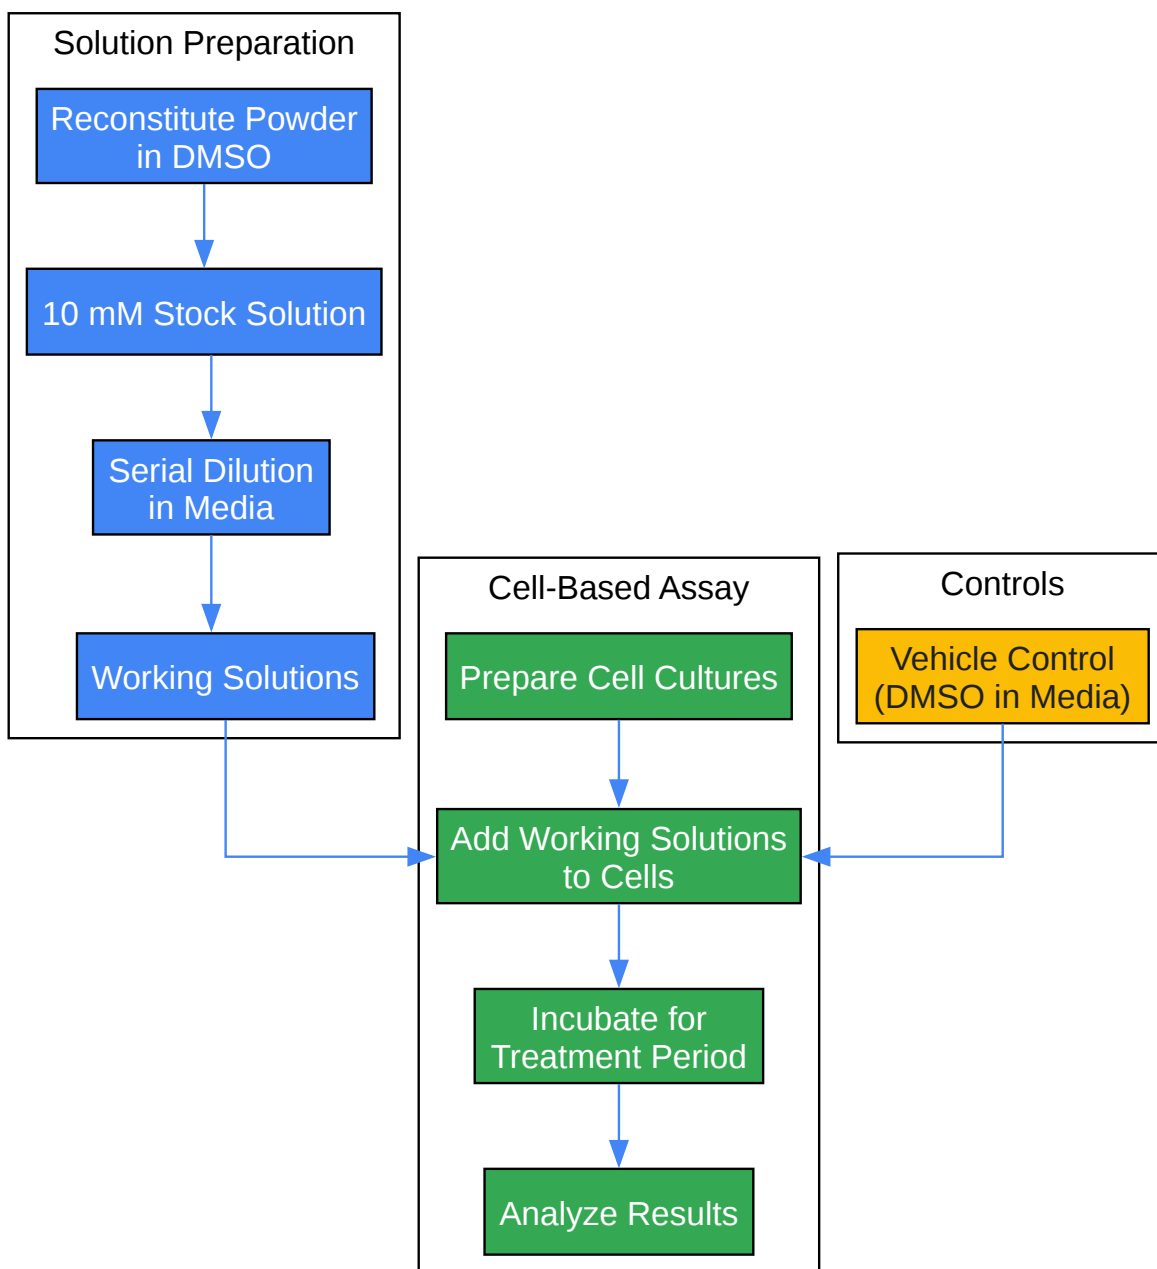 Solution Preparation
Reconstitute Powder
in DMSO
10 mM Stock Solution
Serial Dilution
in Media
Working Solutions
Cell-Based Assay
Prepare Cell Cultures
Add Working Solutions
to Cells
Incubate for
Treatment Period
Analyze Results
Controls
Vehicle Control
(DMSO in Media)